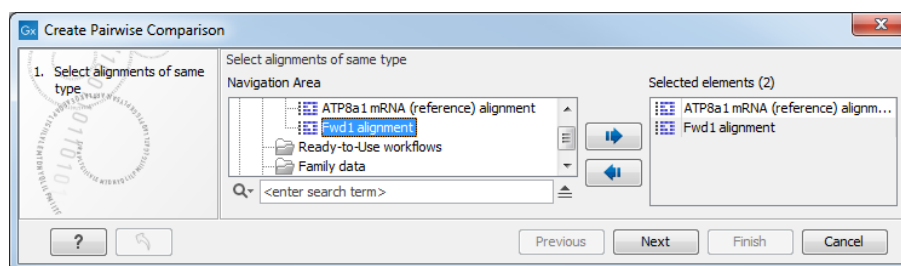 Gx Create Pairwise Comparison
1. Select alignments of same
type
Select alignments of same type
Navigation Area
ATP8a1 mRNA (reference) alignment
Fwd1 alignment
Ready-to-Use workflows
Family data
<enter search term>
Selected elements (2)
ATP8a1 mRNA (reference) alignm...
Fwd1 alignment
?
Previous
Next
Finish
Cancel